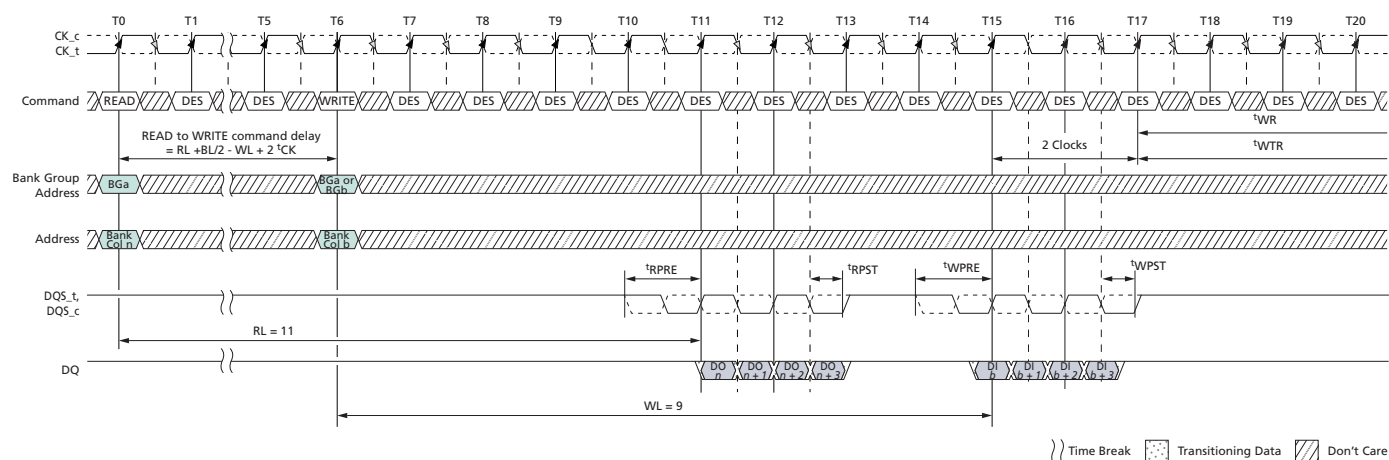 T0 T1 T5 T6 T7 T8 T9 T10 T11 T12 T13 T14 T15 T16 T17 T18 T19 T20
CK_c
CK_t
Command READ DES DES WRITE DES DES DES DES DES DES DES DES DES DES DES DES DES DES
tWR
READ to WRITE command delay
= RL +BL/2 - WL + 2 tCK
2 Clocks
tWTR
Bank Group
Address
BGa
BGa or
BGb
Address
Bank
Col n
Bank
Col b
tRPRE tRPST tWPRE tWPST
DQS_t,
DQS_c
RL = 11
DQ
DO
n
DO
n + 1
DO
n + 2
DO
n + 3
DI
b
DI
b + 1
DI
b + 2
DI
b + 3
WL = 9
Time Break Transitioning Data Don't Care